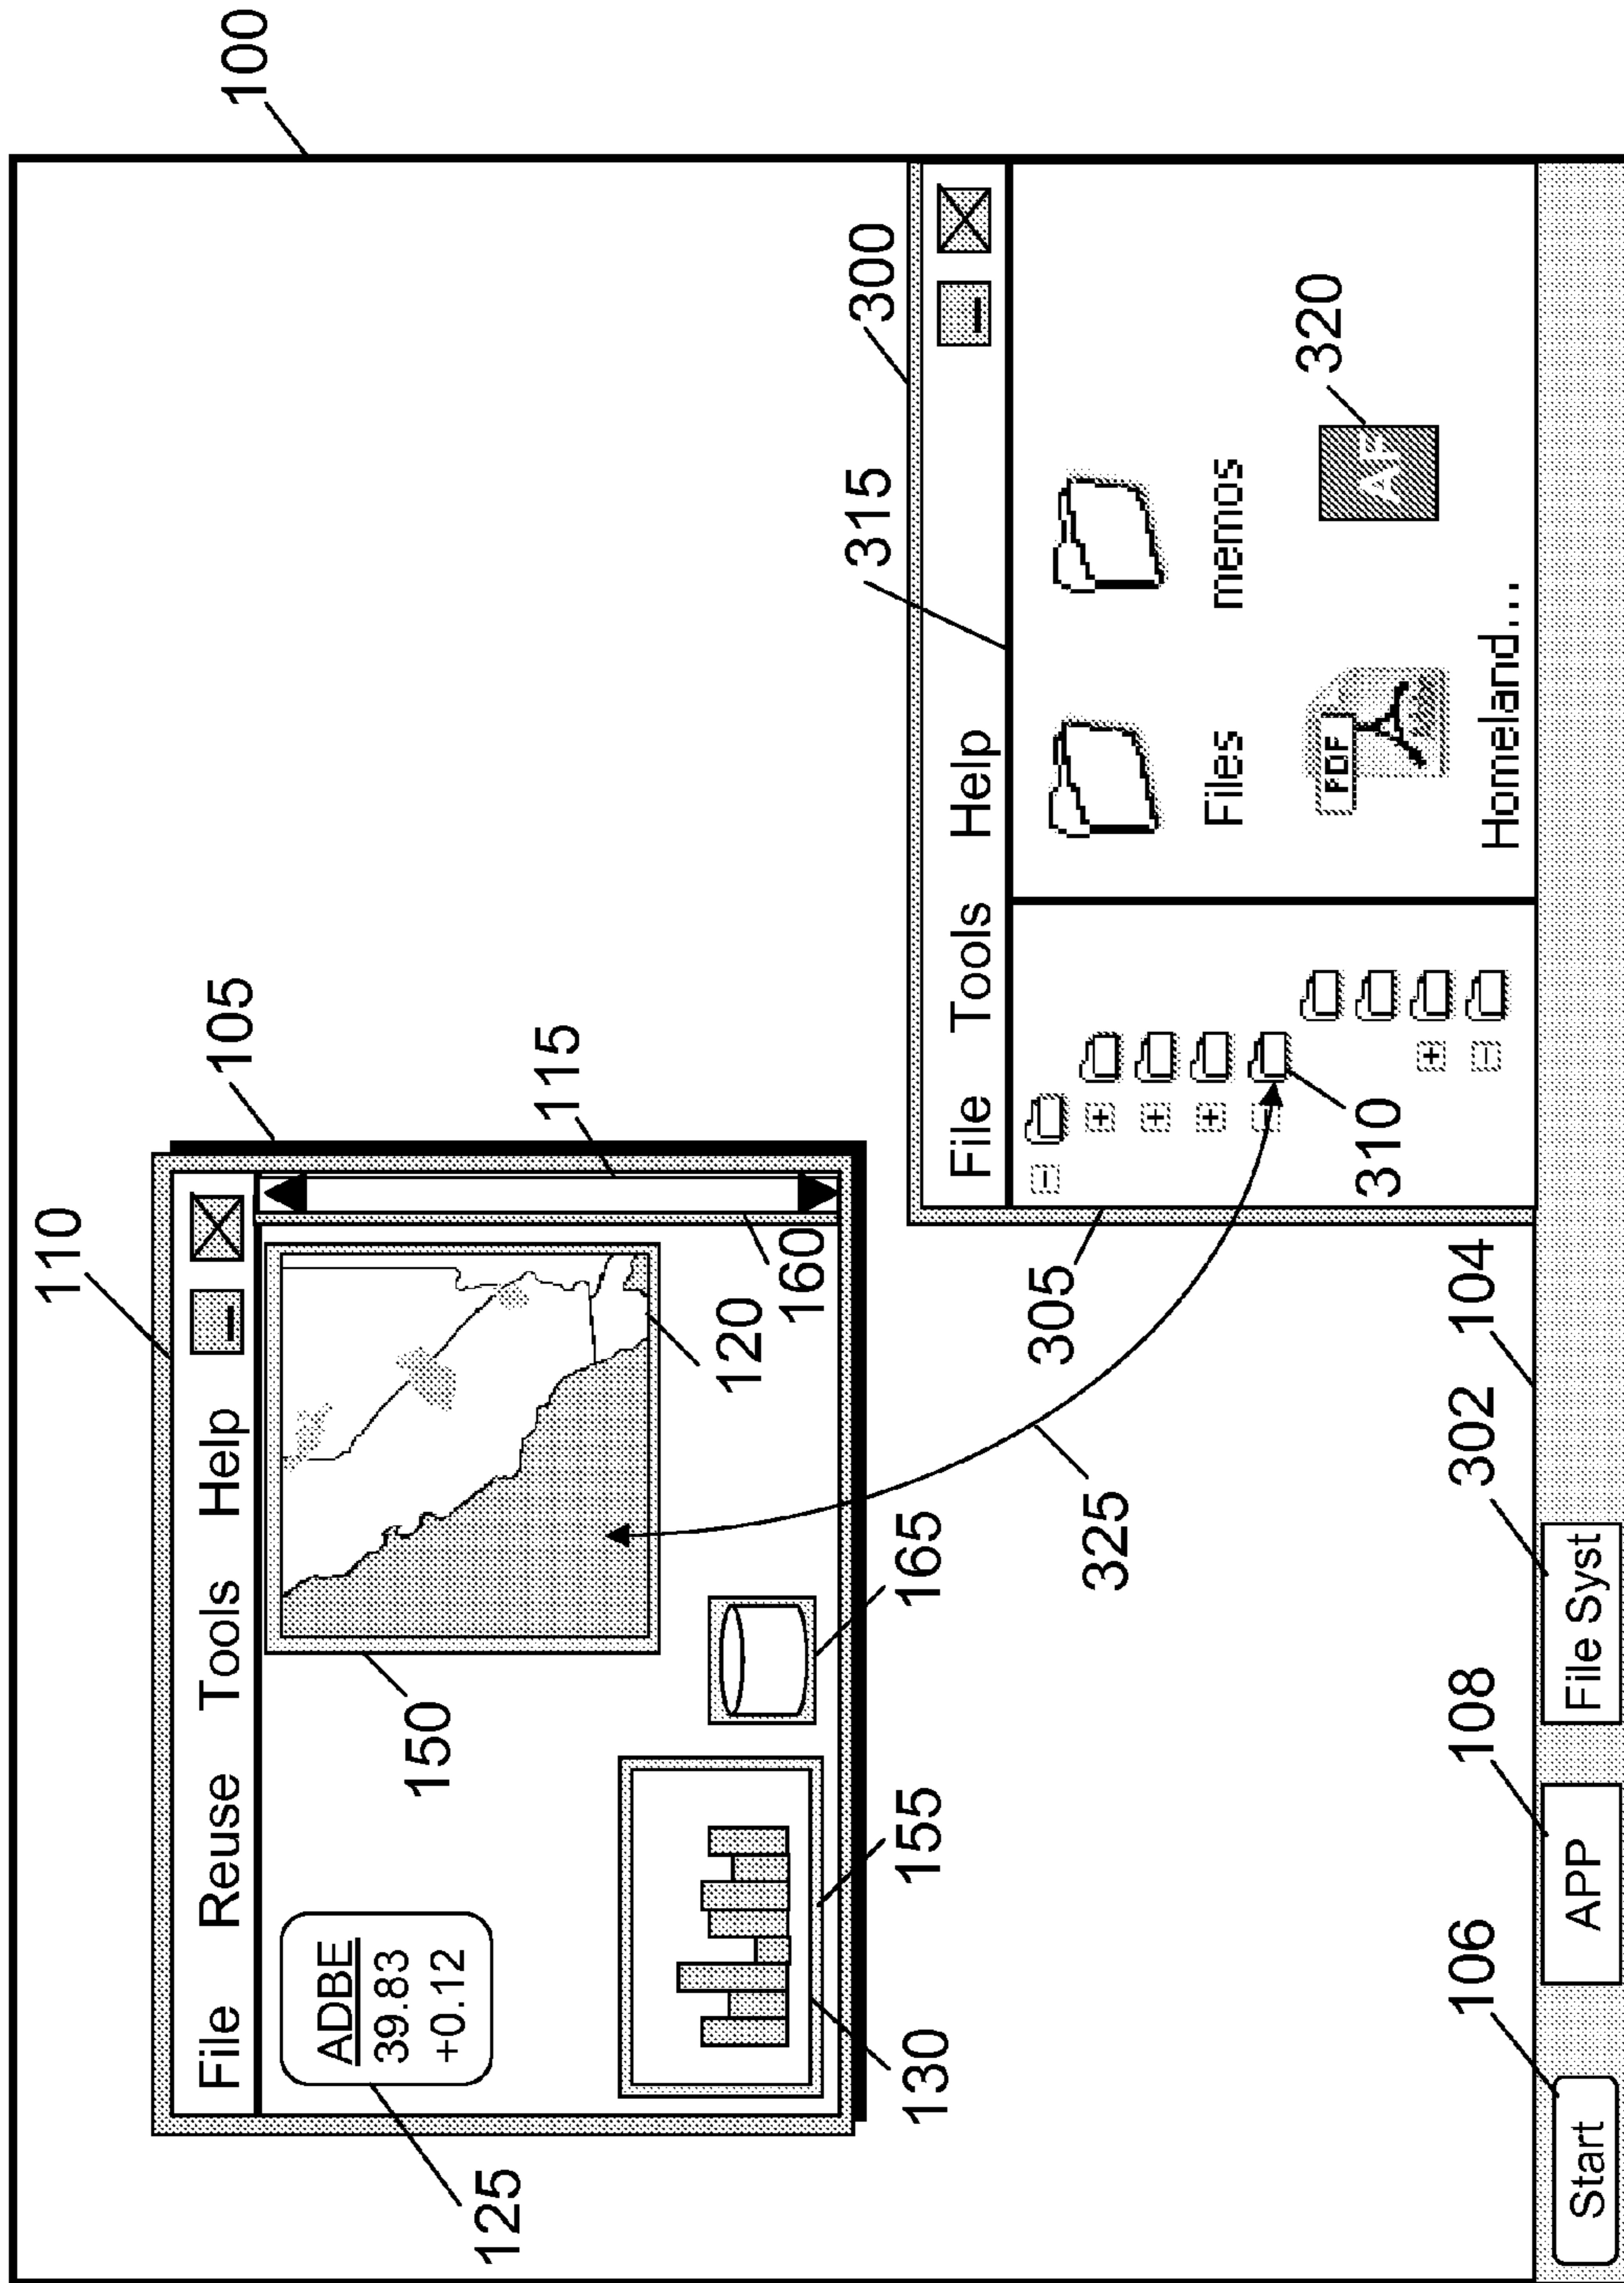 100
110
105
File Reuse Tools Help
115
ADBE
39.83
+0.12
125
150
120
160
130
155
165
325
315
300
File Tools Help
305
310
Files
memos
PDF
AF
320
Homeland...
106
108
302
104
Start
APP
File Syst